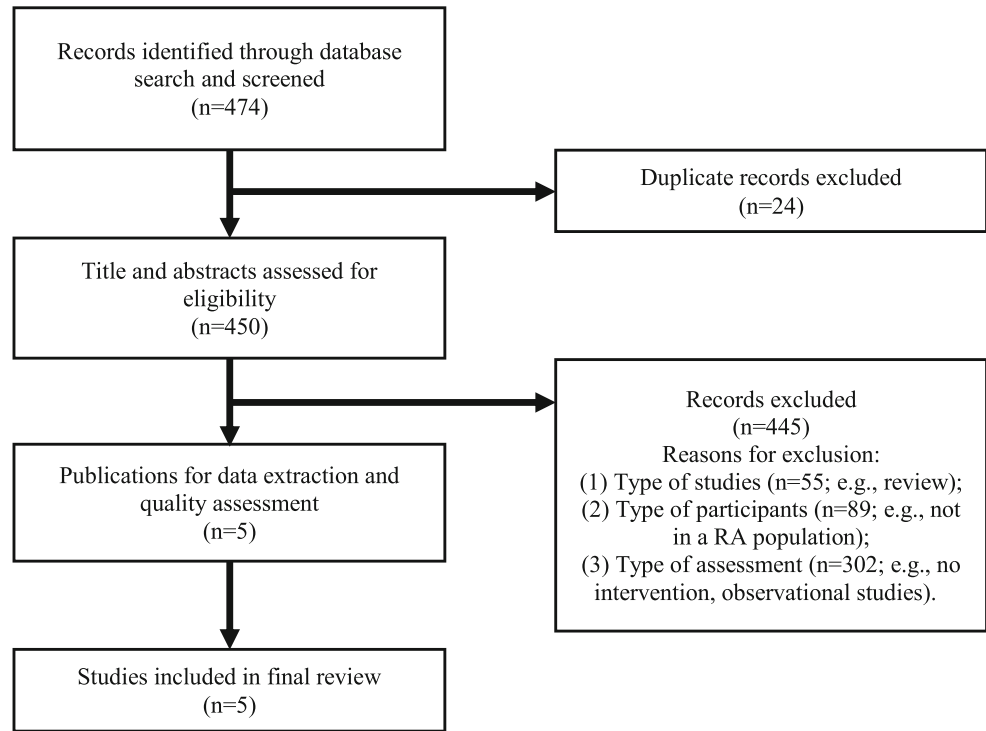 Records identified through database
search and screened
(n=474)
Duplicate records excluded
(n=24)
Title and abstracts assessed for
eligibility
(n=450)
Records excluded
(n=445)
Reasons for exclusion:
(1) Type of studies (n=55; e.g., review);
(2) Type of participants (n=89; e.g., not
in a RA population);
(3) Type of assessment (n=302; e.g., no
intervention, observational studies).
Publications for data extraction and
quality assessment
(n=5)
Studies included in final review
(n=5)